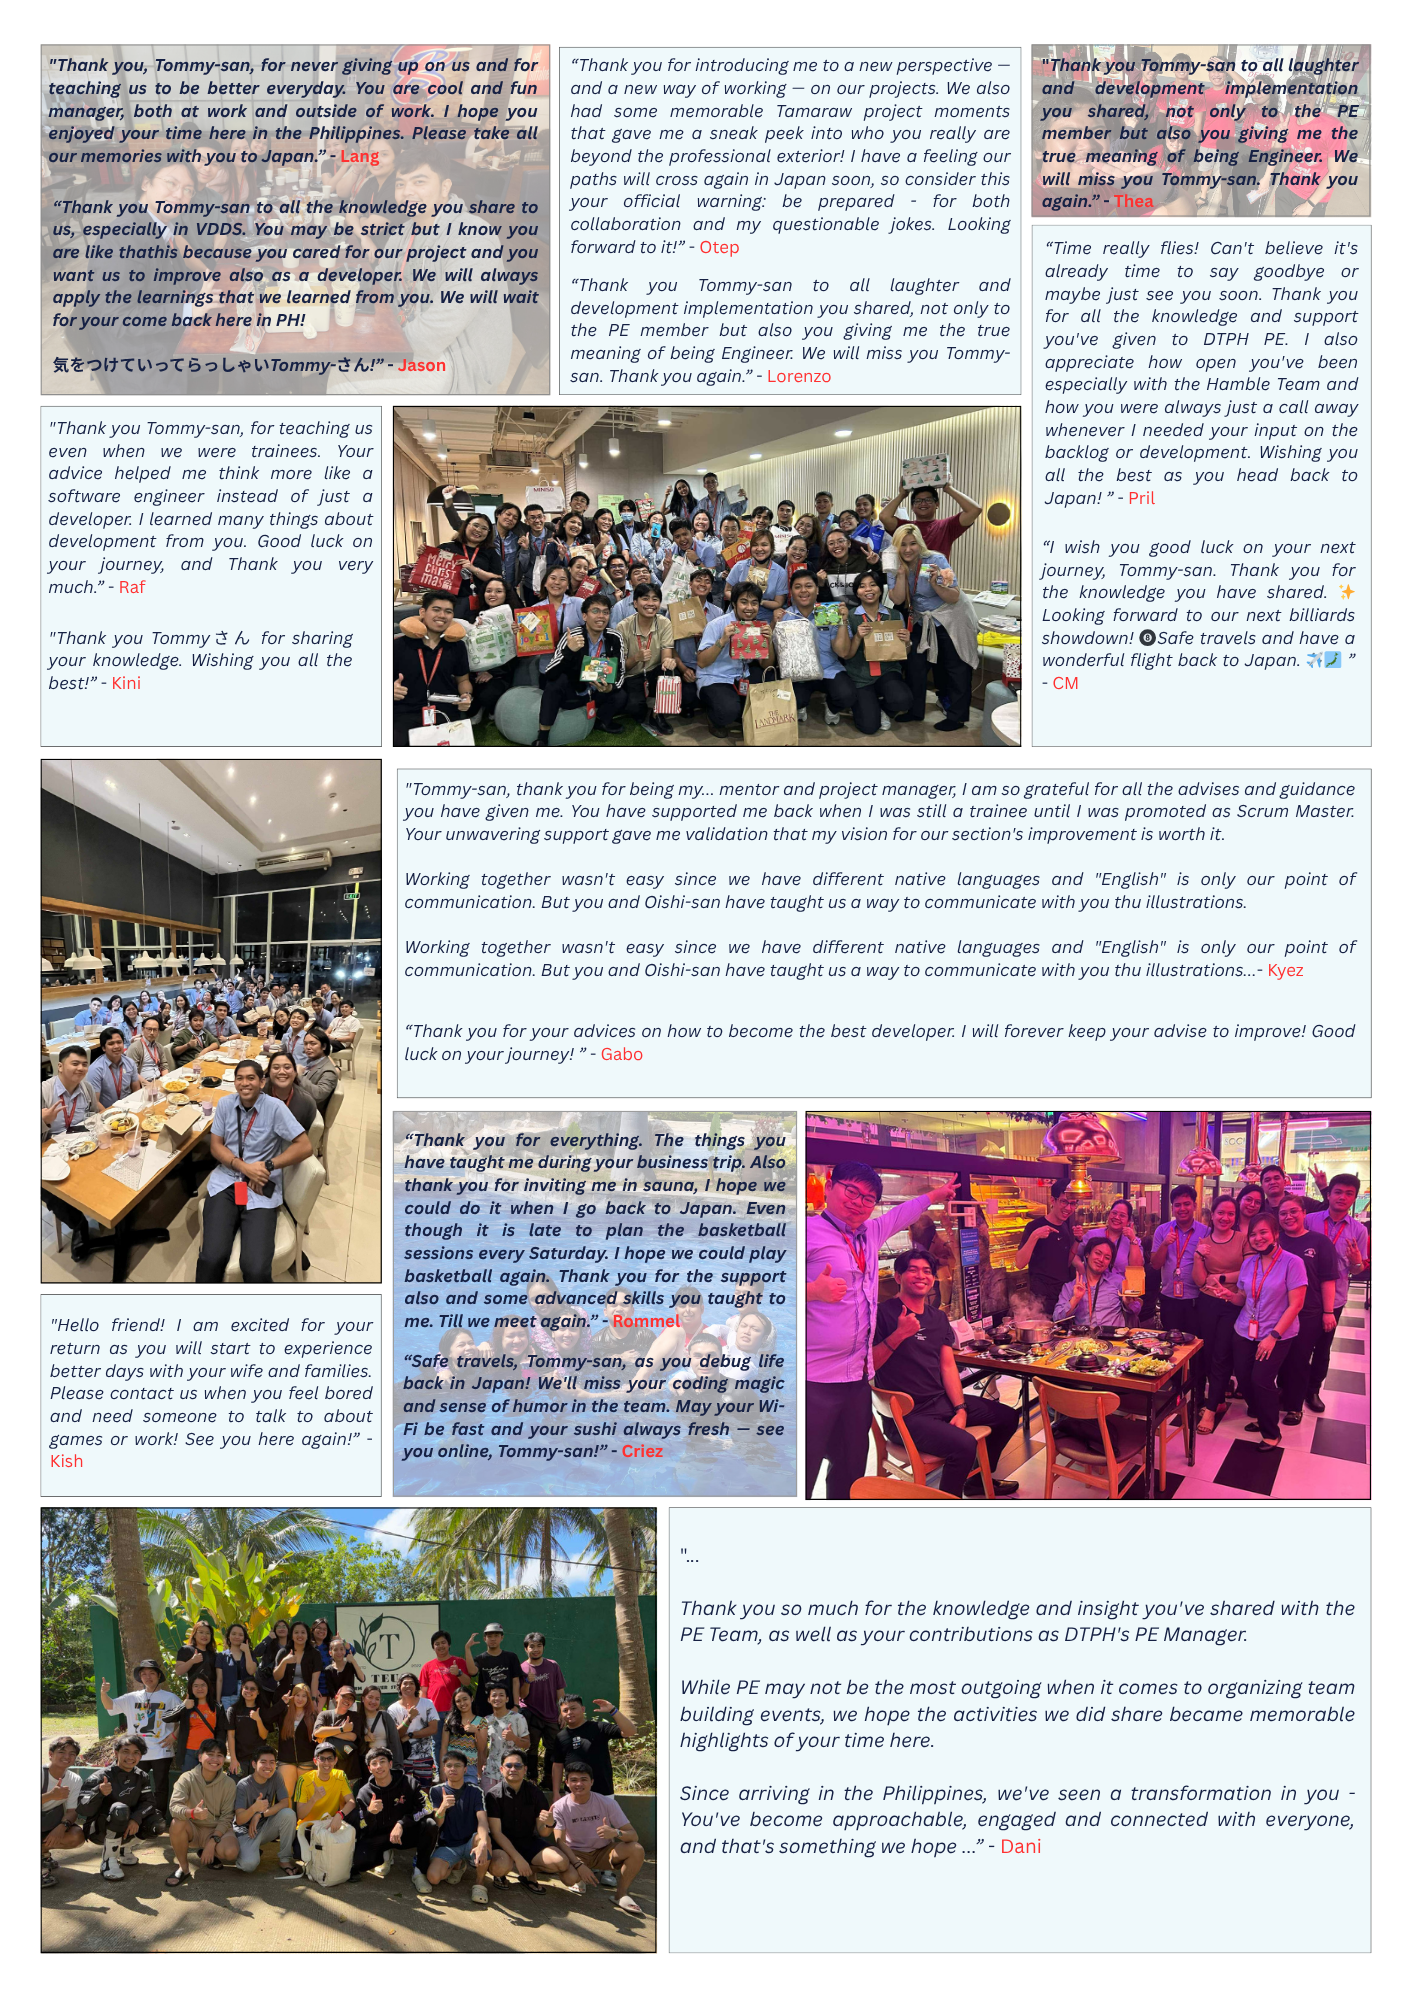 "Thank you, Tommy-san, for never giving up on us and for
teaching us to be better everyday. You are cool and fun
manager, both at work and outside of work. I hope you
enjoyed your time here in the Philippines. Please take all
our memories with you to Japan.” - Lang
“Thank you Tommy-san to all the knowledge you share to
us, especially in VDDS. You may be strict but I know you
are like thathis because you cared for our project and you
want us to improve also as a developer. We will always
apply the learnings that we learned from you. We will wait
for your come back here in PH!
気をつけていってらっしゃいTommy-さん!” - Jason
“Thank you for introducing me to a new perspective —
and a new way of working — on our projects. We also
had some memorable Tamaraw project moments
that gave me a sneak peek into who you really are
beyond the professional exterior! I have a feeling our
paths will cross again in Japan soon, so consider this
your official warning: be prepared - for both
collaboration and my questionable jokes. Looking
forward to it!” - Otep
“Thank you Tommy-san to all laughter and
development implementation you shared, not only to
the PE member but also you giving me the true
meaning of being Engineer. We will miss you Tommy-
san. Thank you again.” - Lorenzo
"Thank you Tommy-san to all laughter
and development implementation
you shared, not only to the PE
member but also you giving me the
true meaning of being Engineer. We
will miss you Tommy-san. Thank you
again.” - Thea
“Time really flies! Can't believe it's
already time to say goodbye or
maybe just see you soon. Thank you
for all the knowledge and support
you've given to DTPH PE. I also
appreciate how open you've been
especially with the Hamble Team and
how you were always just a call away
whenever I needed your input on the
backlog or development. Wishing you
all the best as you head back to
Japan! ” - Pril
“I wish you good luck on your next
journey, Tommy-san. Thank you for
the knowledge you have shared. ✨
Looking forward to our next billiards
showdown! 🎱Safe travels and have a
wonderful flight back to Japan. ✈️🗾 ”
- CM
"Thank you Tommy-san, for teaching us
even when we were trainees. Your
advice helped me think more like a
software engineer instead of just a
developer. I learned many things about
development from you. Good luck on
your journey, and Thank you very
much.” - Raf
"Thank you Tommyさん for sharing
your knowledge. Wishing you all the
best!” - Kini
MINISO
MERRY
CHRIST
MAS
THE
LANDMARK
"Tommy-san, thank you for being my... mentor and project manager, I am so grateful for all the advises and guidance
you have given me. You have supported me back when I was still a trainee until I was promoted as Scrum Master.
Your unwavering support gave me validation that my vision for our section's improvement is worth it.
Working together wasn't easy since we have different native languages and "English" is only our point of
communication. But you and Oishi-san have taught us a way to communicate with you thu illustrations.
Working together wasn't easy since we have different native languages and "English" is only our point of
communication. But you and Oishi-san have taught us a way to communicate with you thu illustrations...- Kyez
“Thank you for your advices on how to become the best developer. I will forever keep your advise to improve! Good
luck on your journey! ” - Gabo
“Thank you for everything. The things you
have taught me during your business trip. Also
thank you for inviting me in sauna, I hope we
could do it when I go back to Japan. Even
though it is late to plan the basketball
sessions every Saturday. I hope we could play
basketball again. Thank you for the support
also and some advanced skills you taught to
me. Till we meet again.” - Rommel
“Safe travels, Tommy-san, as you debug life
back in Japan! We'll miss your coding magic
and sense of humor in the team. May your Wi-
Fi be fast and your sushi always fresh — see
you online, Tommy-san!” - Criez
"Hello friend! I am excited for your
return as you will start to experience
better days with your wife and families.
Please contact us when you feel bored
and need someone to talk to about
games or work! See you here again!” -
Kish
T
"...
Thank you so much for the knowledge and insight you've shared with the
PE Team, as well as your contributions as DTPH's PE Manager.
While PE may not be the most outgoing when it comes to organizing team
building events, we hope the activities we did share became memorable
highlights of your time here.
Since arriving in the Philippines, we've seen a transformation in you -
You've become approachable, engaged and connected with everyone,
and that's something we hope ...” - Dani